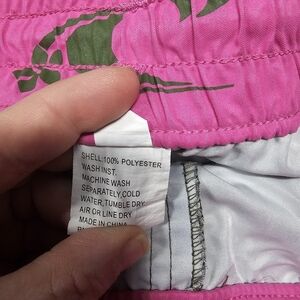 SHELL:100% POLYESTER
WASH INST.
MACHINE WASH
SEPARATELY,COLD
WATER,TUMBLE DRY
AIR OR LINE DRY
MADE IN CHINA